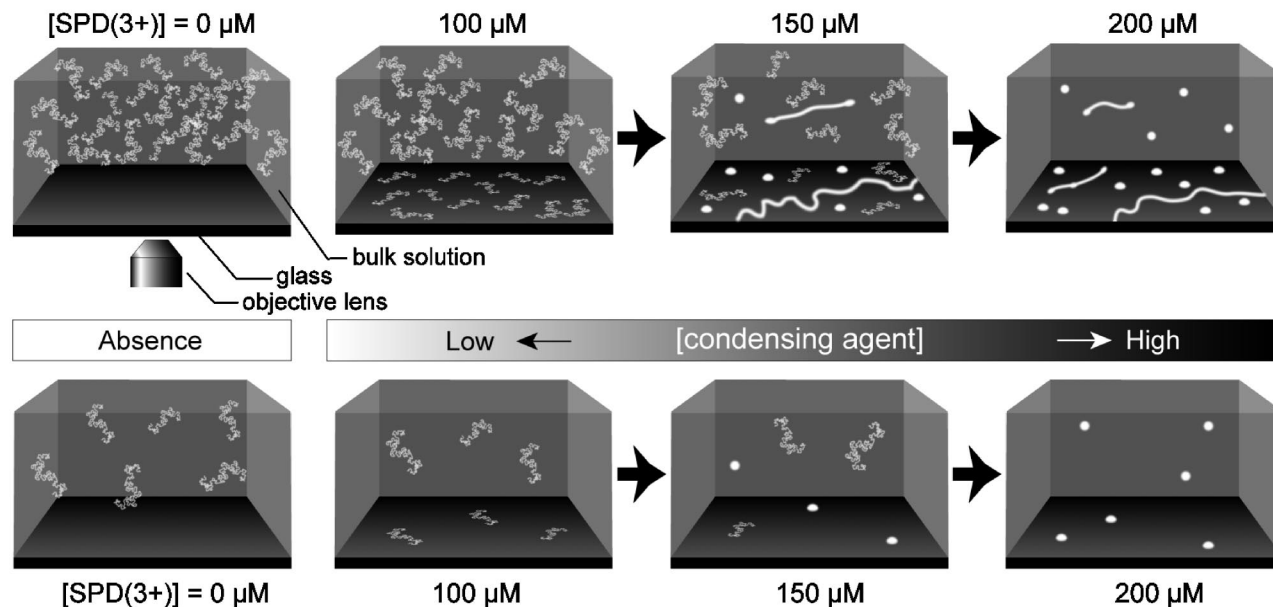 [SPD(3+)] = 0 µM
100 µM
150 µM
200 µM
bulk solution
glass
objective lens
Absence
Low
[condensing agent]
High
[SPD(3+)] = 0 µM
100 µM
150 µM
200 µM